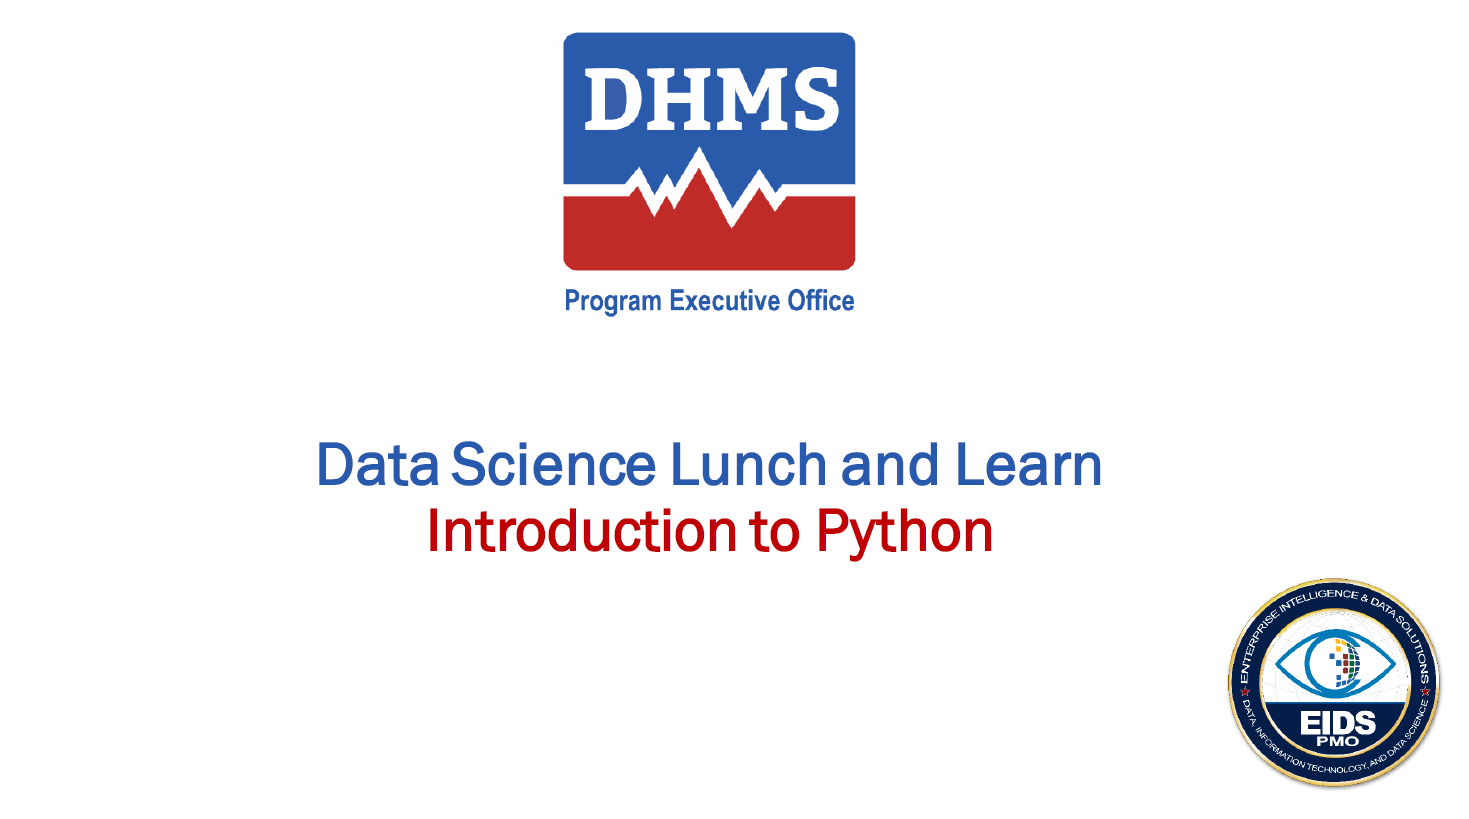 DHMS
Program Executive Office
Data Science Lunch and Learn
Introduction to Python
ENTERPRISE INTELLIGENCE & DATA SOLUTIONS
EIDS
PMO
DATA, INFORMATION TECHNOLOGY, AND DATA SCIENCE